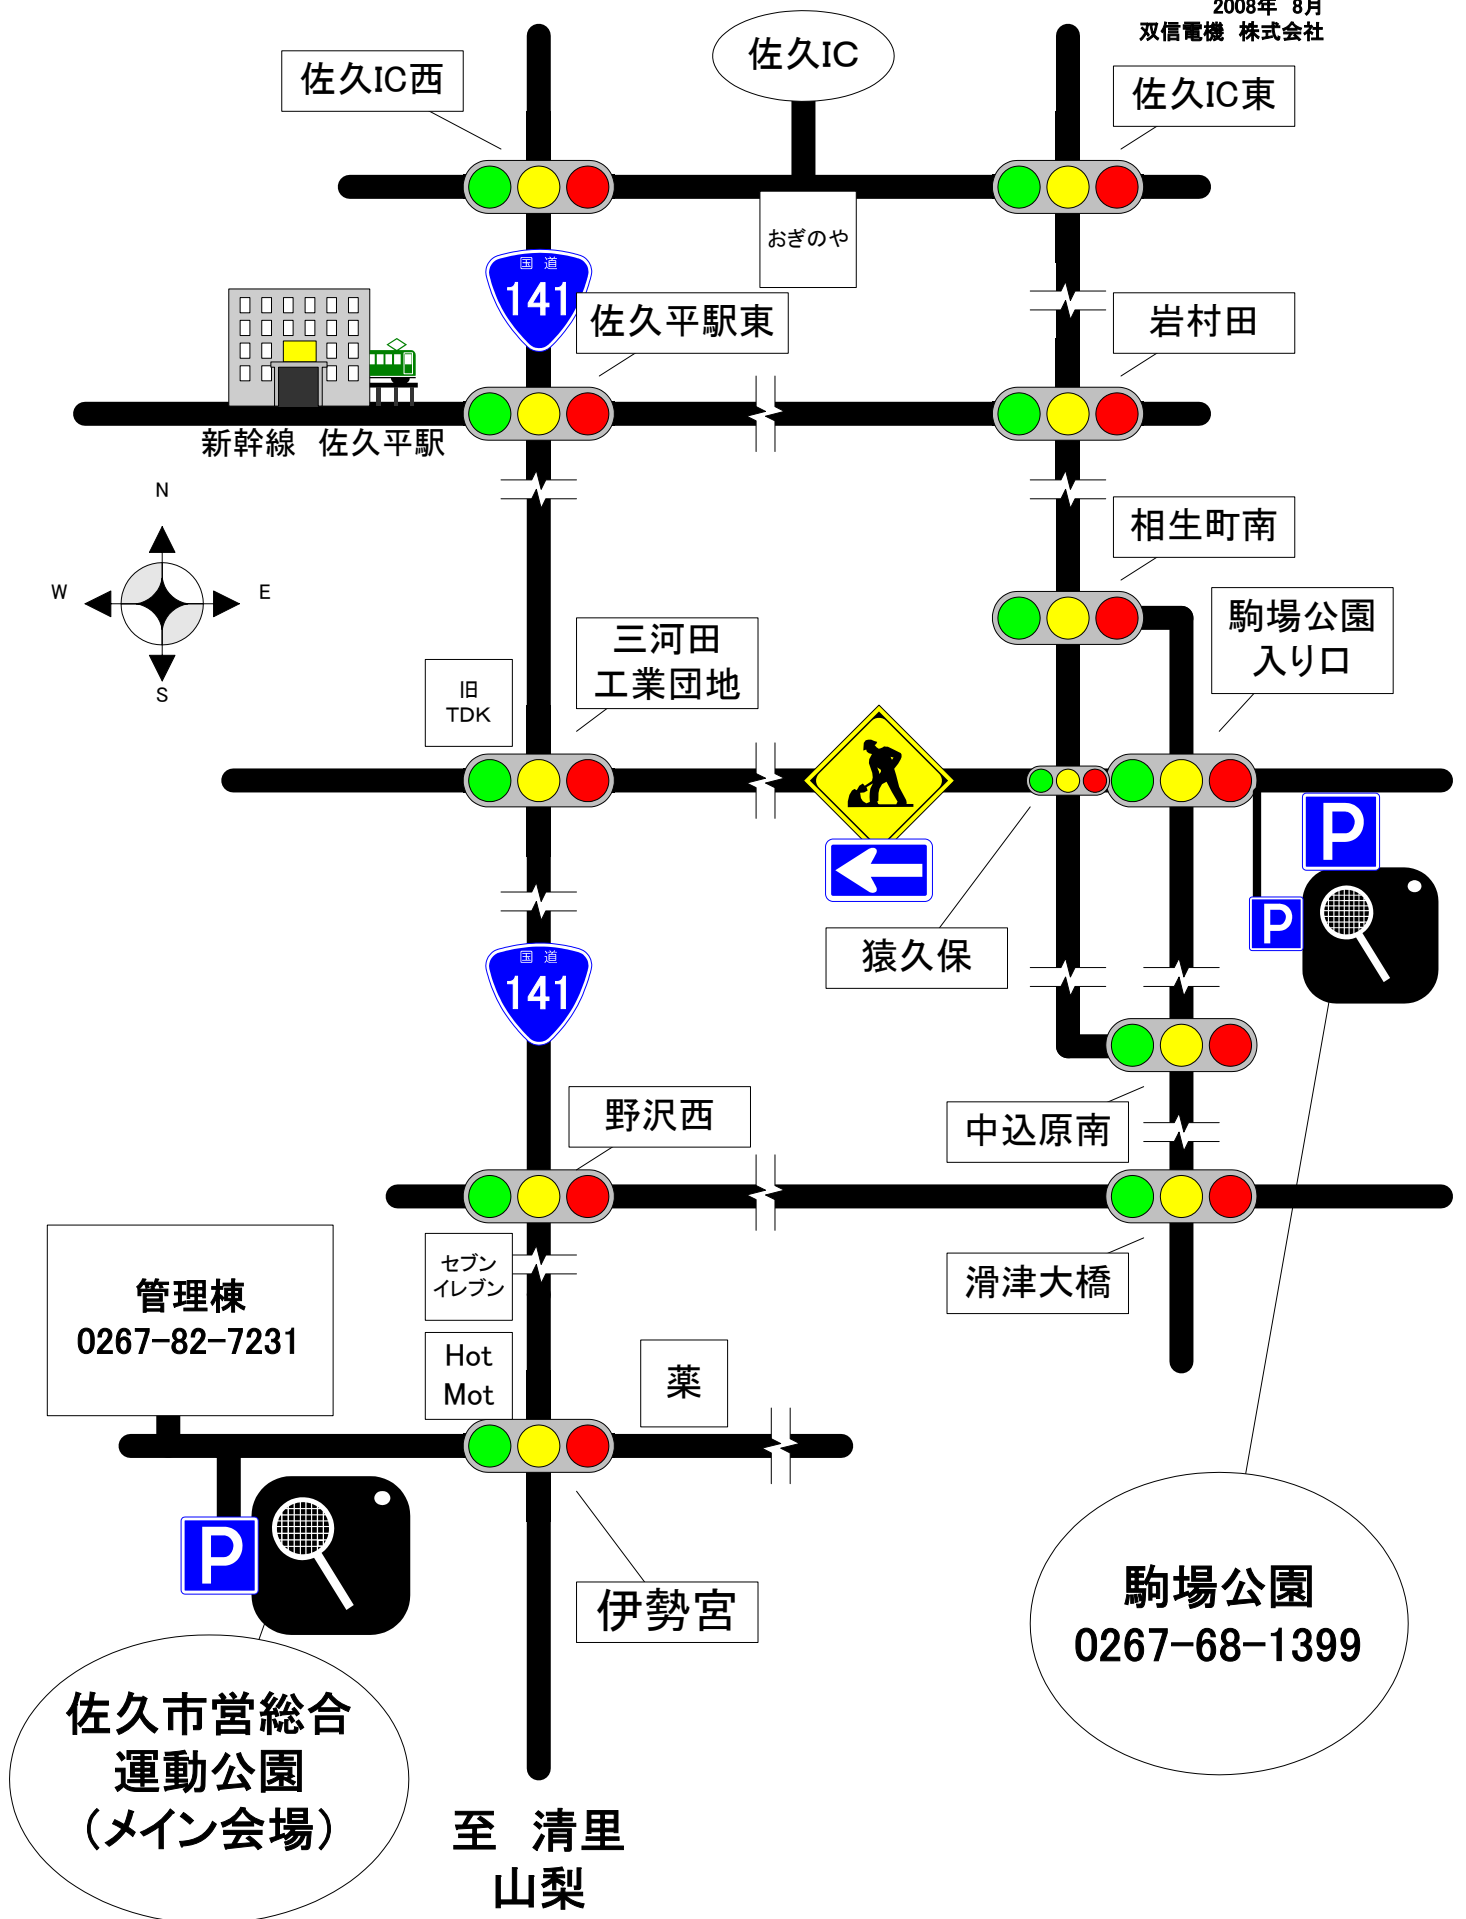 2008年 8月
双信電機 株式会社
佐久IC西
佐久IC
佐久IC東
おぎのや
国道
141
佐久平駅東
岩村田
新幹線 佐久平駅
N
W
E
S
相生町南
駒場公園
入り口
三河田
工業団地
旧
TDK
P
P
猿久保
国道
141
野沢西
中込原南
滑津大橋
セブン
イレブン
管理棟
0267-82-7231
Hot
Mot
薬
P
伊勢宮
駒場公園
0267-68-1399
佐久市営総合
運動公園
(メイン会場)
至 清里
山梨